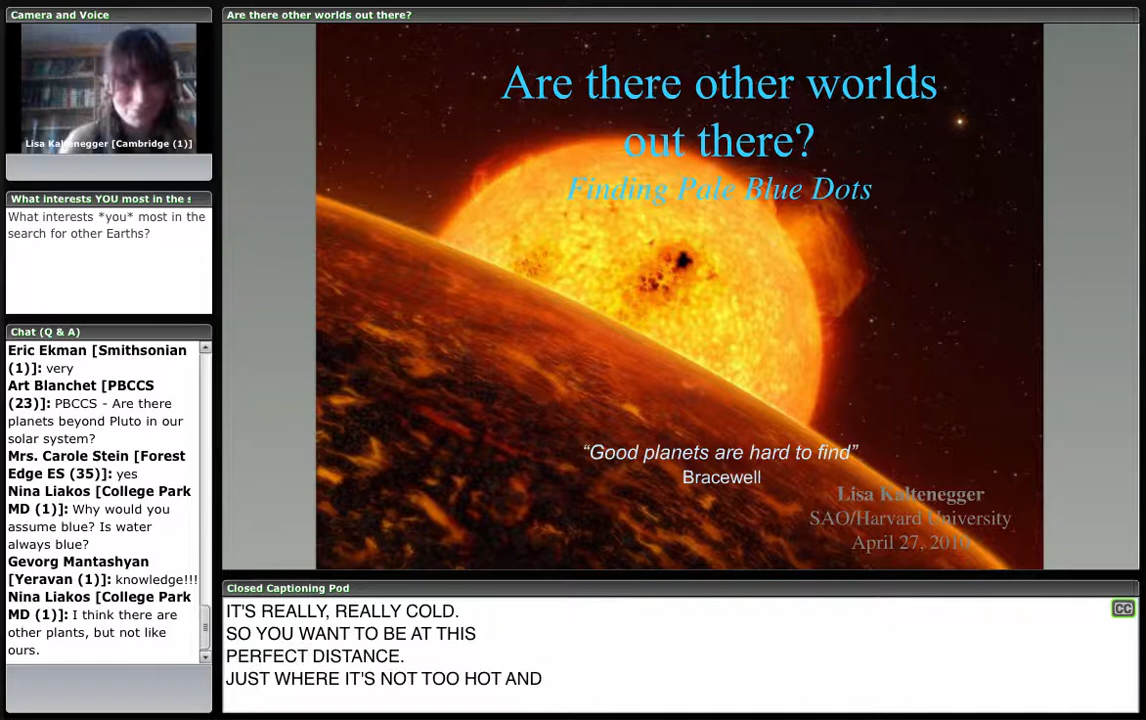 Camera and Voice
Lisa Kaltenegger [Cambridge (1)]
What interests YOU most in the s
What interests *you* most in the
search for other Earths?
Chat (Q & A)
Eric Ekman [Smithsonian
(1)]: very
Art Blanchet [PBCCS
(23)]: PBCCS - Are there
planets beyond Pluto in our
solar system?
Mrs. Carole Stein [Forest
Edge ES (35)]: yes
Nina Liakos [College Park
MD (1)]: Why would you
assume blue? Is water
always blue?
Gevorg Mantashyan
[Yeravan (1)]: knowledge!!!
Nina Liakos [College Park
MD (1)]: I think there are
other plants, but not like
ours.
Are there other worlds out there?
Are there other worlds
out there?
Finding Pale Blue Dots
“Good planets are hard to find”
Bracewell
Lisa Kaltenegger
SAO/Harvard University
April 27, 2010
Closed Captioning Pod
IT'S REALLY, REALLY COLD.
SO YOU WANT TO BE AT THIS
PERFECT DISTANCE.
JUST WHERE IT'S NOT TOO HOT AND
CC